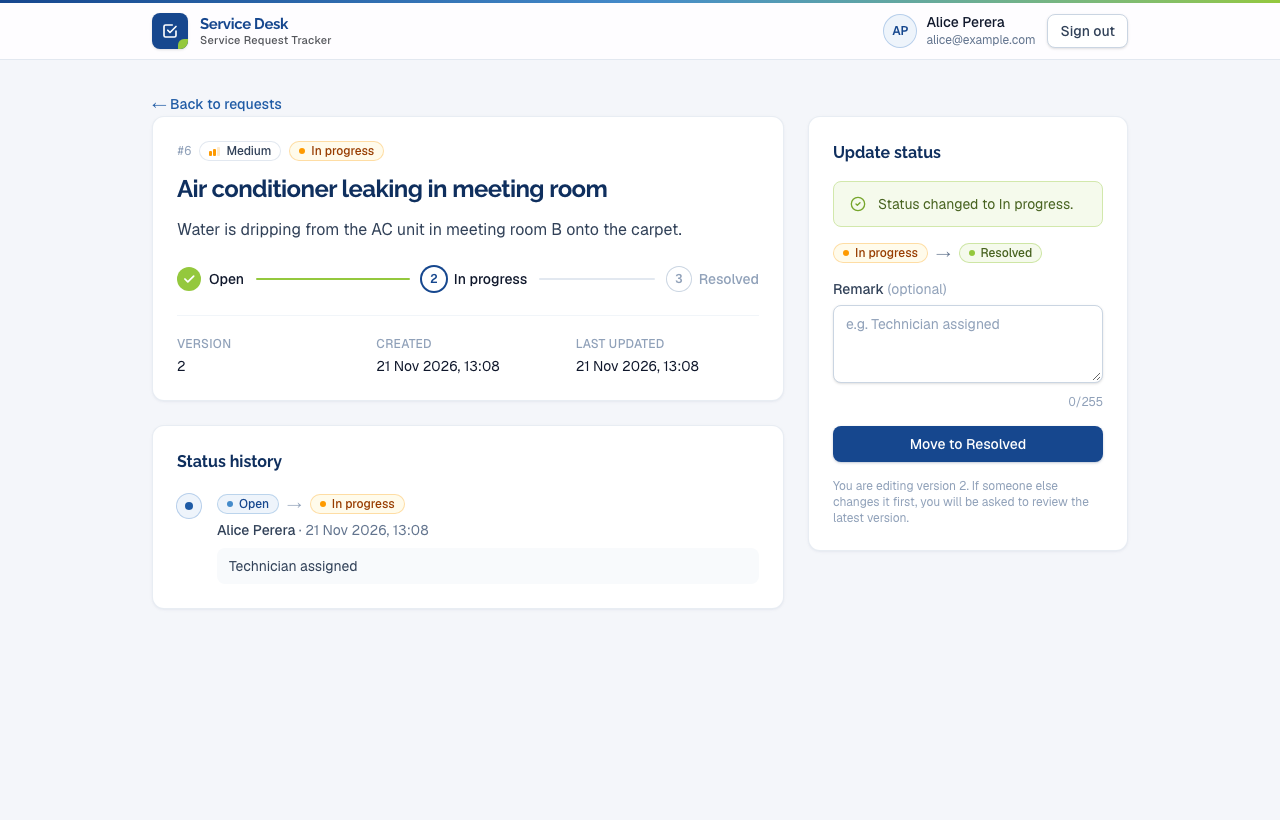 Service Desk
Service Request Tracker
AP
Alice Perera
alice@example.com
Sign out
← Back to requests
#6 Medium In progress
Air conditioner leaking in meeting room
Water is dripping from the AC unit in meeting room B onto the carpet.
Open 2 In progress 3 Resolved
VERSION CREATED LAST UPDATED
2 21 Nov 2026, 13:08 21 Nov 2026, 13:08
Status history
Open → In progress
Alice Perera · 21 Nov 2026, 13:08
Technician assigned
Update status
Status changed to In progress.
In progress → Resolved
Remark (optional)
e.g. Technician assigned
0/255
Move to Resolved
You are editing version 2. If someone else
changes it first, you will be asked to review the
latest version.